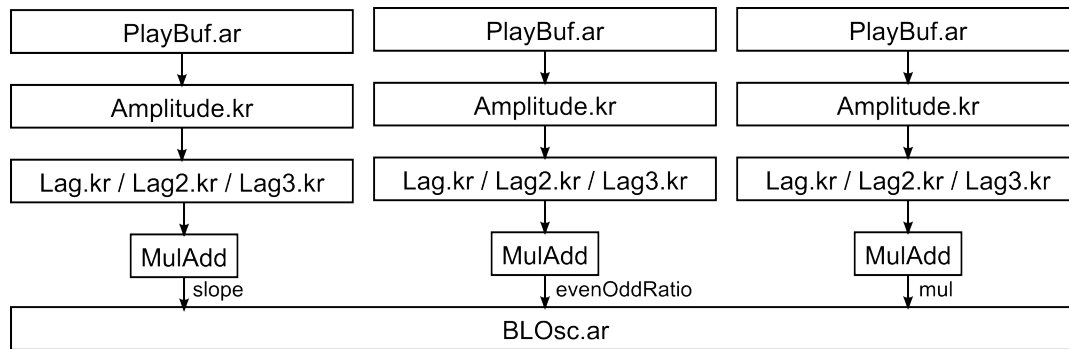 PlayBuf.ar PlayBuf.ar PlayBuf.ar
Amplitude.kr Amplitude.kr Amplitude.kr
Lag.kr / Lag2.kr / Lag3.kr Lag.kr / Lag2.kr / Lag3.kr Lag.kr / Lag2.kr / Lag3.kr
MulAdd MulAdd MulAdd
slope evenOddRatio mul
BLOsc.ar